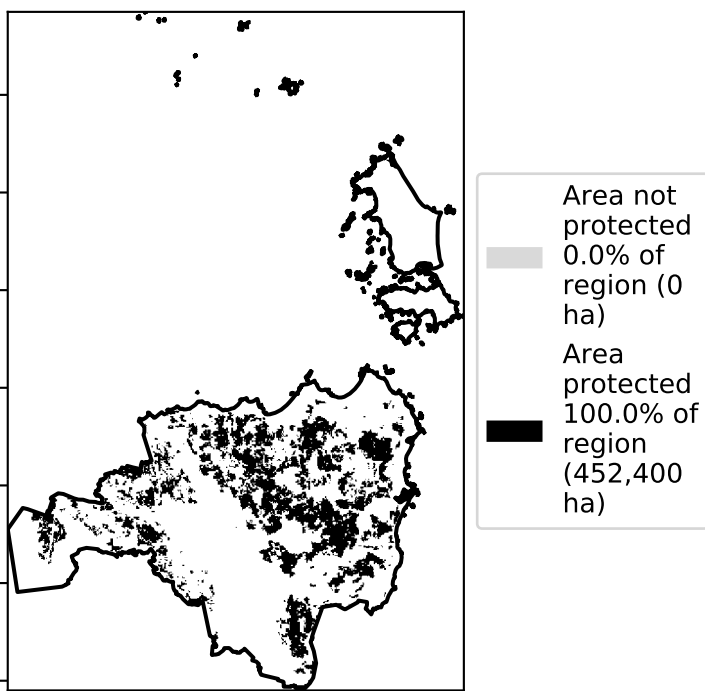 Area not
protected
0.0% of
region (0
ha)
Area
protected
100.0% of
region
(452,400
ha)